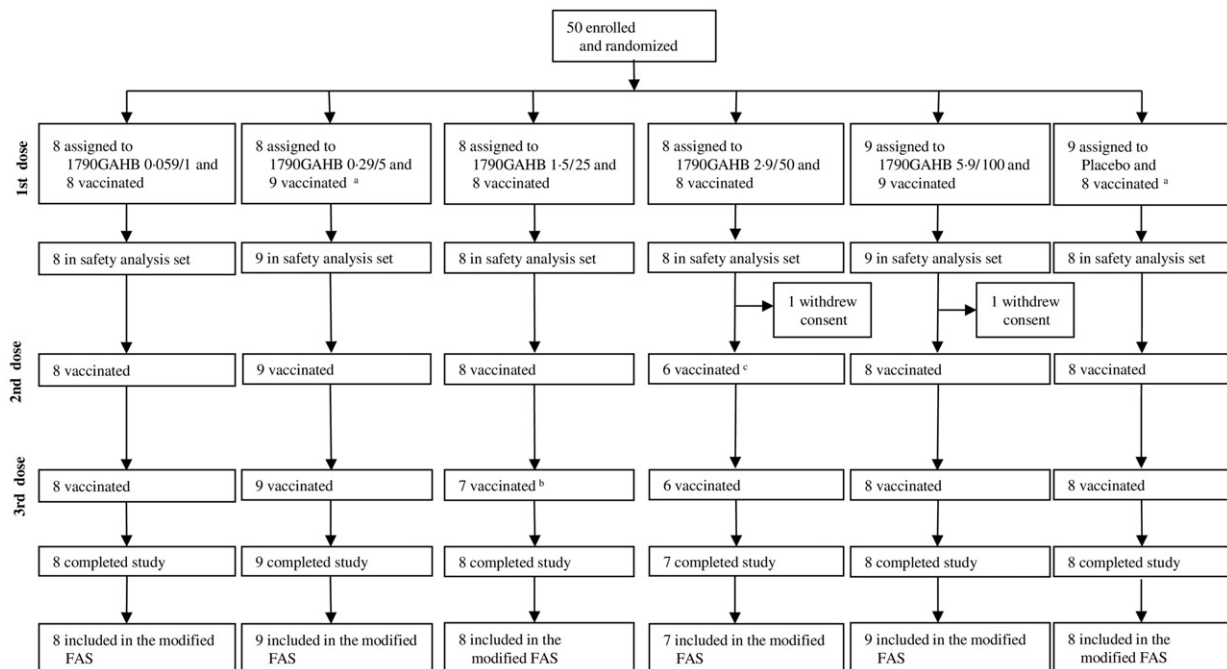 50 enrolled
and randomized
1st dose
8 assigned to
1790GAHB 0·059/1 and
8 vaccinated
8 assigned to
1790GAHB 0·29/5 and
9 vaccinated a
8 assigned to
1790GAHB 1·5/25 and
8 vaccinated
8 assigned to
1790GAHB 2·9/50 and
8 vaccinated
9 assigned to
1790GAHB 5·9/100 and
9 vaccinated
9 assigned to
Placebo and
8 vaccinated a
8 in safety analysis set
9 in safety analysis set
8 in safety analysis set
8 in safety analysis set
9 in safety analysis set
8 in safety analysis set
1 withdrew
consent
1 withdrew
consent
2nd dose
8 vaccinated
9 vaccinated
8 vaccinated
6 vaccinated c
8 vaccinated
8 vaccinated
3rd dose
8 vaccinated
9 vaccinated
7 vaccinated b
6 vaccinated
8 vaccinated
8 vaccinated
8 completed study
9 completed study
8 completed study
7 completed study
8 completed study
8 completed study
8 included in the modified
FAS
9 included in the modified
FAS
8 included in the
modified FAS
7 included in the modified
FAS
9 included in the modified
FAS
8 included in the
modified FAS